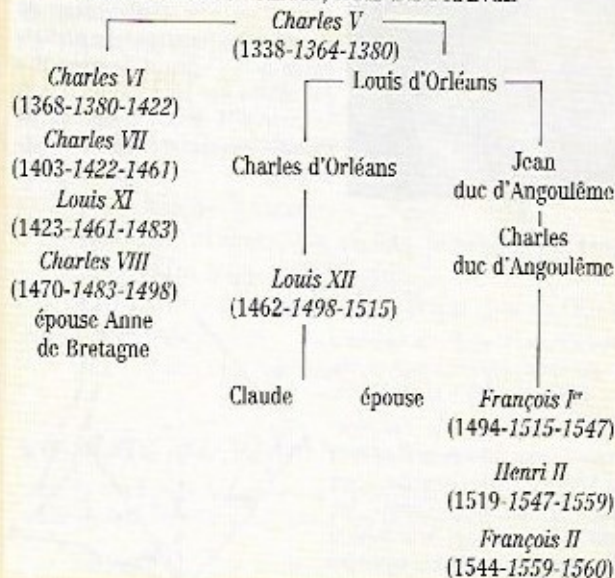 Charles V
(1338-1364-1380)
Charles VI
(1368-1380-1422)
Charles VII
(1403-1422-1461)
Louis XI
(1423-1461-1483)
Charles VIII
(1470-1483-1498)
épouse Anne
de Bretagne
Louis d'Orléans
Charles d'Orléans
Louis XII
(1462-1498-1515)
Claude épouse
Jean
duc d'Angoulême
Charles
duc d'Angoulême
François Iᵉʳ
(1494-1515-1547)
Henri II
(1519-1547-1559)
François II
(1544-1559-1560)